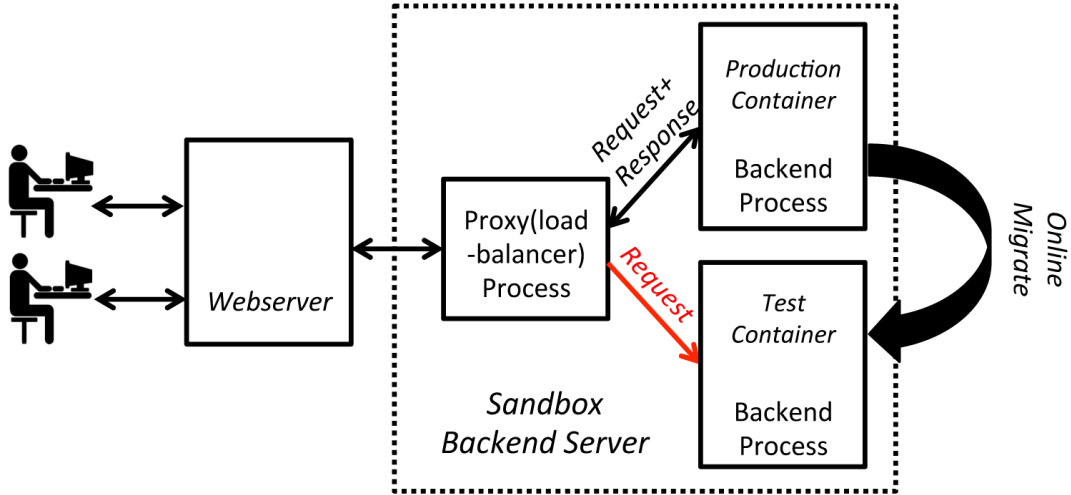 Production
Container
Backend
Process
Request+
Response
Proxy(load
-balancer)
Process
Webserver
Request
Test
Container
Backend
Process
Online
Migrate
Sandbox
Backend Server